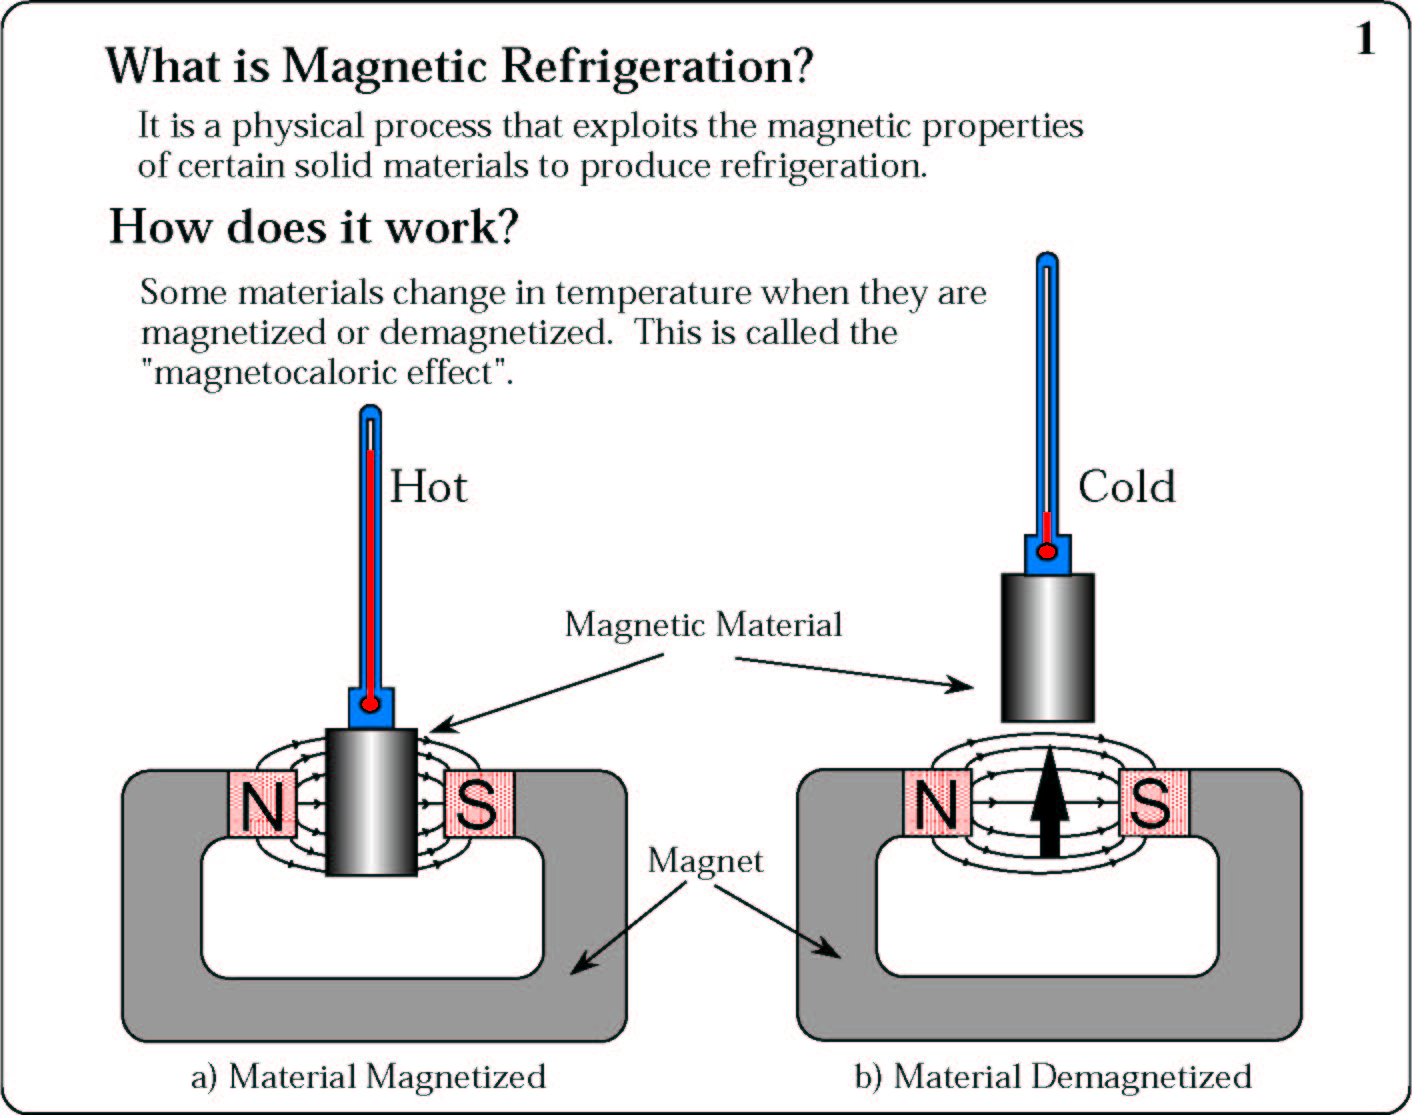 1
What is Magnetic Refrigeration?
It is a physical process that exploits the magnetic properties
of certain solid materials to produce refrigeration.
How does it work?
Some materials change in temperature when they are
magnetized or demagnetized.  This is called the
"magnetocaloric effect".
Hot
Cold
Magnetic Material
N
S
N
S
Magnet
a) Material Magnetized
b) Material Demagnetized